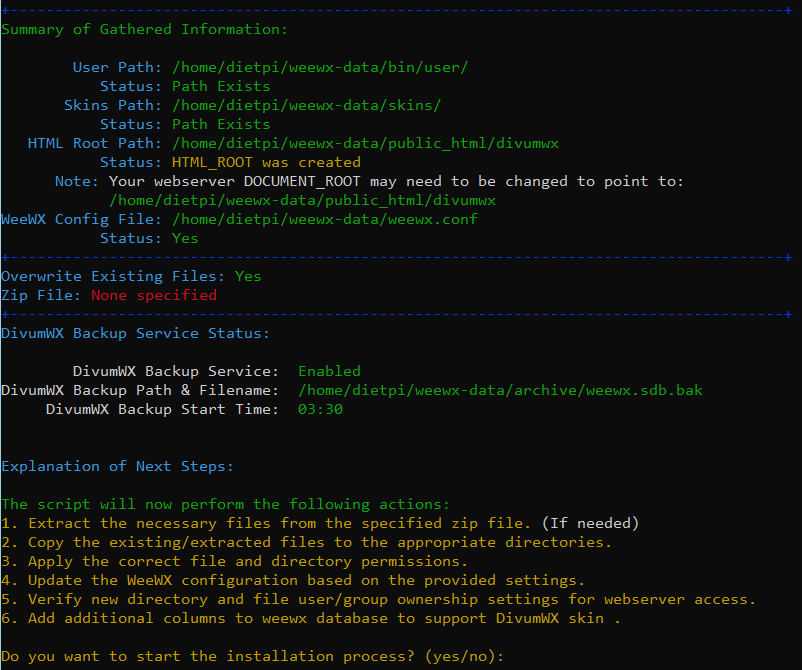 +--------------------------------------------------------------------------------------+
Summary of Gathered Information:
User Path: /home/dietpi/weewx-data/bin/user/
Status: Path Exists
Skins Path: /home/dietpi/weewx-data/skins/
Status: Path Exists
HTML Root Path: /home/dietpi/weewx-data/public_html/divumwx
Status: HTML_ROOT was created
Note: Your webserver DOCUMENT_ROOT may need to be changed to point to:
/home/dietpi/weewx-data/public_html/divumwx
WeeWX Config File: /home/dietpi/weewx-data/weewx.conf
Status: Yes
+--------------------------------------------------------------------------------------+
Overwrite Existing Files: Yes
Zip File: None specified
+--------------------------------------------------------------------------------------+
DivumWX Backup Service Status:
DivumWX Backup Service: Enabled
DivumWX Backup Path & Filename: /home/dietpi/weewx-data/archive/weewx.sdb.bak
DivumWX Backup Start Time: 03:30
Explanation of Next Steps:
The script will now perform the following actions:
1. Extract the necessary files from the specified zip file. (If needed)
2. Copy the existing/extracted files to the appropriate directories.
3. Apply the correct file and directory permissions.
4. Update the WeeWX configuration based on the provided settings.
5. Verify new directory and file user/group ownership settings for webserver access.
6. Add additional columns to weewx database to support DivumWX skin .
Do you want to start the installation process? (yes/no):